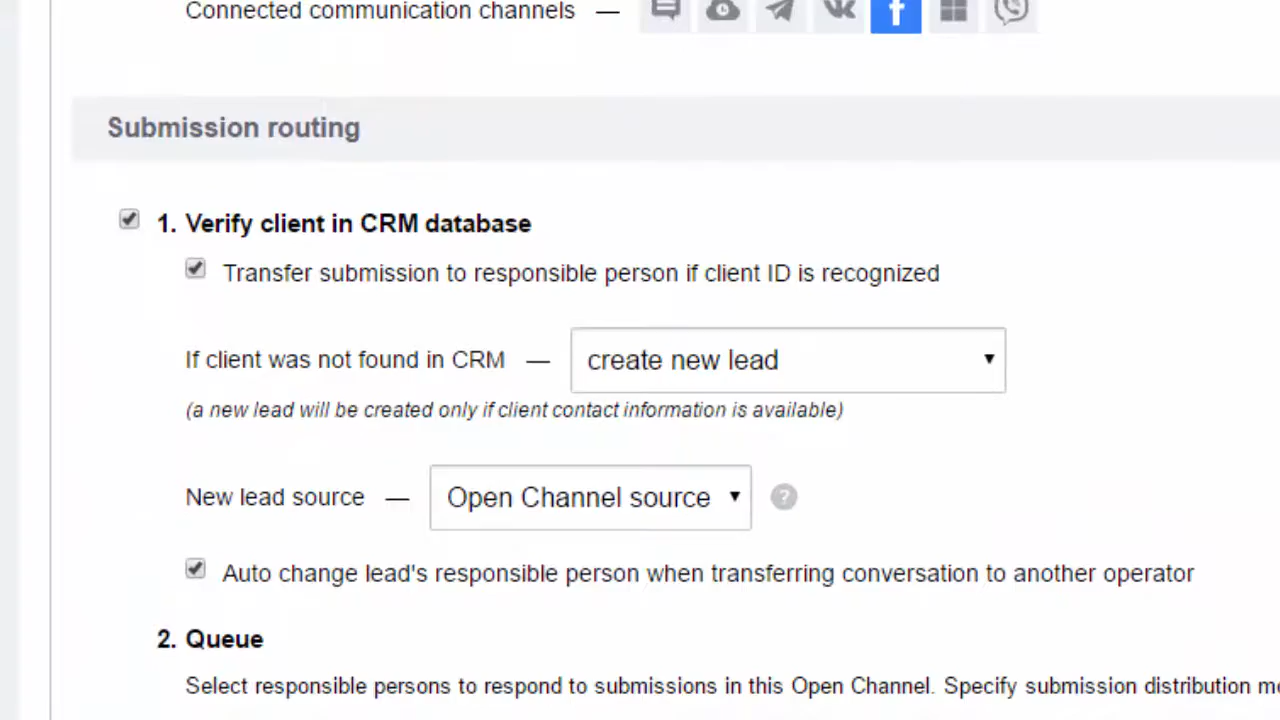 Connected communication channels —
Submission routing
1. Verify client in CRM database
Transfer submission to responsible person if client ID is recognized
If client was not found in CRM — create new lead
(a new lead will be created only if client contact information is available)
New lead source — Open Channel source ?
Auto change lead's responsible person when transferring conversation to another operator
2. Queue
Select responsible persons to respond to submissions in this Open Channel. Specify submission distribution